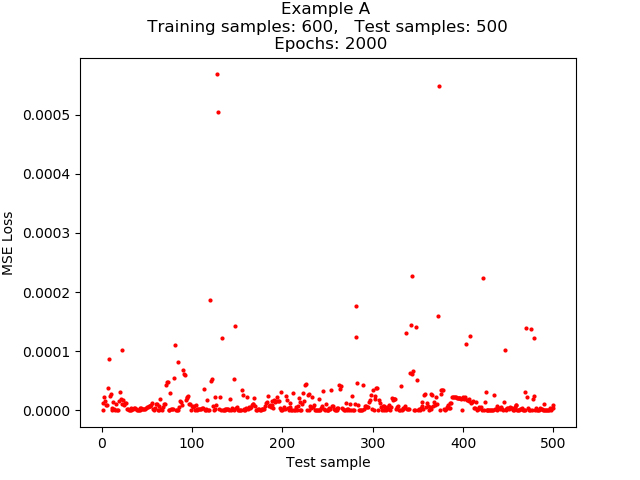 Example A
Training samples: 600,   Test samples: 500
Epochs: 2000
MSE Loss
0.0005
0.0004
0.0003
0.0002
0.0001
0.0000
0 100 200 300 400 500
Test sample